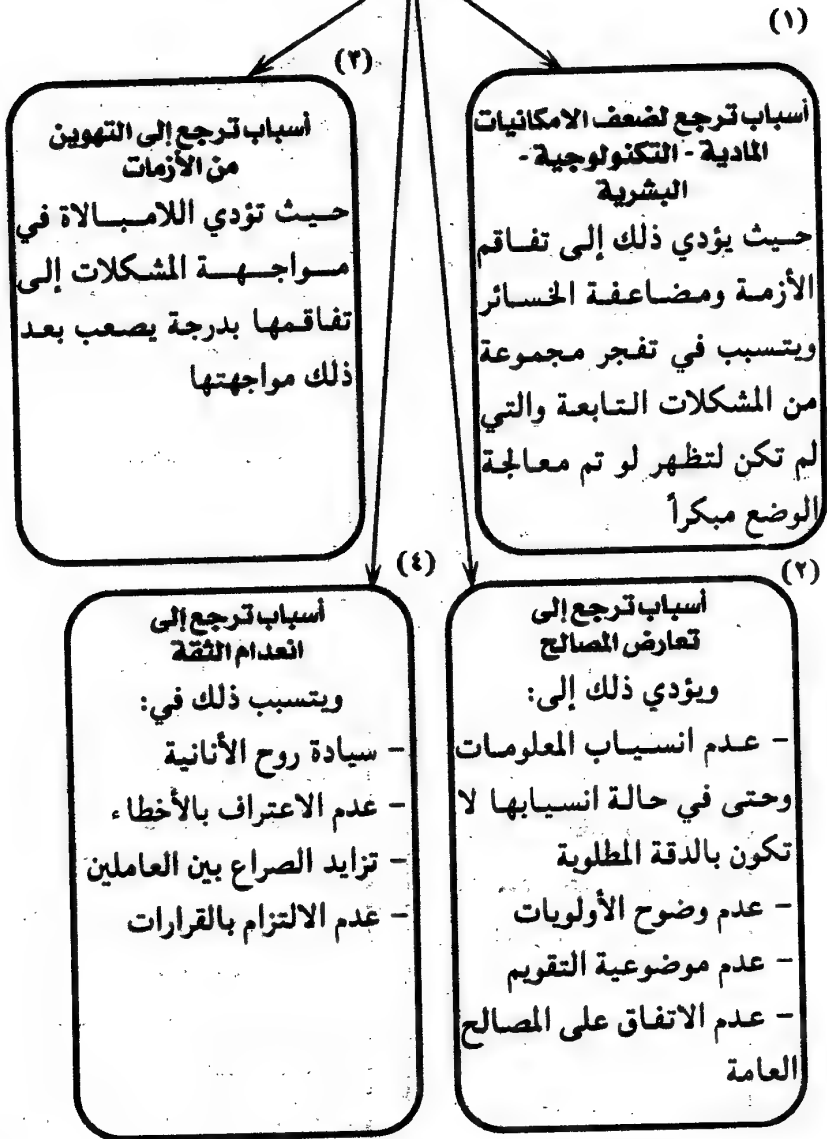 (١)
أسباب ترجع لضعف الامكانيات
المادية - التكنولوجية -
البشرية
حيث يؤدي ذلك إلى تفاقم
الأزمة ومضاعفة الخسائر
ويتسبب في تفجر مجموعة
من المشكلات التابعة والتي
لم تكن لتظهر لو تم معالجة
الوضع مبكراً
(٢)
أسباب ترجع إلى
تعارض المصالح
ويؤدي ذلك إلى:
- عدم انسياب المعلومات
وحتى في حالة انسيابها لا
تكون بالدقة المطلوبة
- عدم وضوح الأولويات
- عدم موضوعية التقويم
- عدم الاتفاق على المصالح
العامة
(٣)
أسباب ترجع إلى التهوين
من الأزمات
حيث تؤدي اللامبالاة في
مواجهة المشكلات إلى
تفاقمها بدرجة يصعب بعد
ذلك مواجهتها
(٤)
أسباب ترجع إلى
انعدام الثقة
ويتسبب ذلك في:
- سيادة روح الأنانية
- عدم الاعتراف بالأخطاء
- تزايد الصراع بين العاملين
- عدم الالتزام بالقرارات